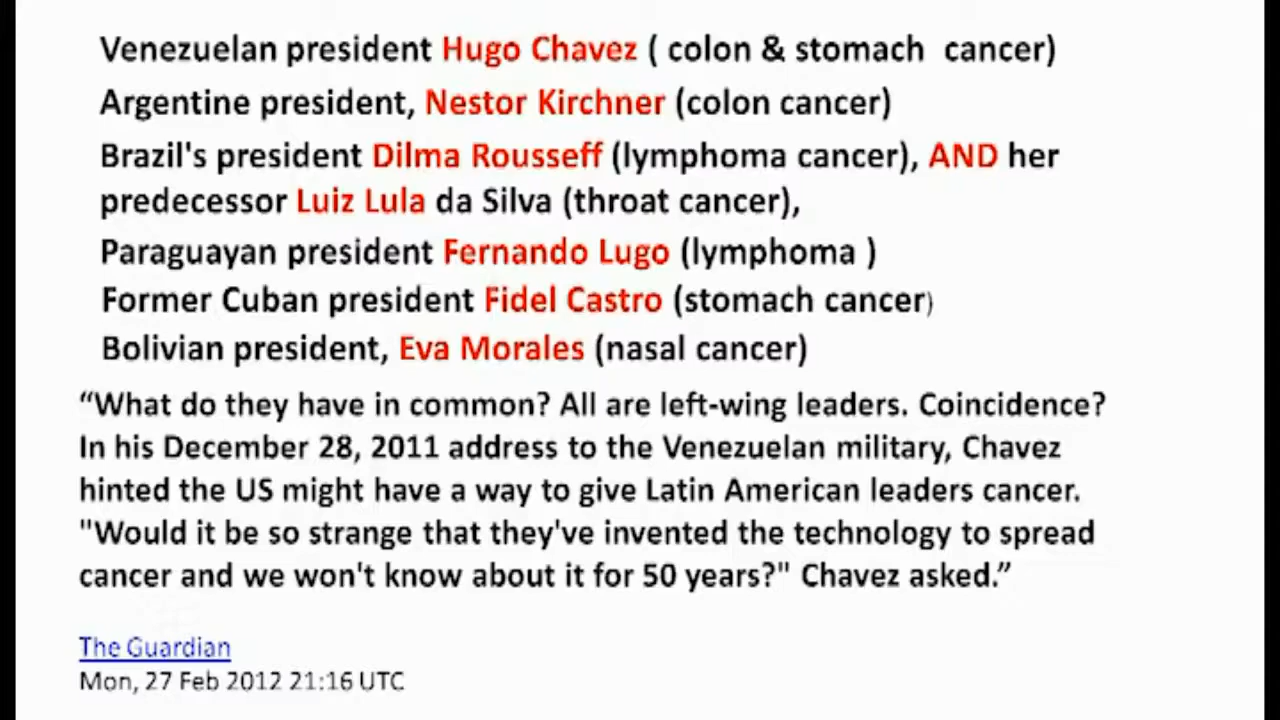 Venezuelan president Hugo Chavez ( colon & stomach cancer)
Argentine president, Nestor Kirchner (colon cancer)
Brazil's president Dilma Rousseff (lymphoma cancer), AND her
predecessor Luiz Lula da Silva (throat cancer),
Paraguayan president Fernando Lugo (lymphoma )
Former Cuban president Fidel Castro (stomach cancer)
Bolivian president, Eva Morales (nasal cancer)
“What do they have in common? All are left-wing leaders. Coincidence?
In his December 28, 2011 address to the Venezuelan military, Chavez
hinted the US might have a way to give Latin American leaders cancer.
"Would it be so strange that they've invented the technology to spread
cancer and we won't know about it for 50 years?" Chavez asked.”
The Guardian
Mon, 27 Feb 2012 21:16 UTC